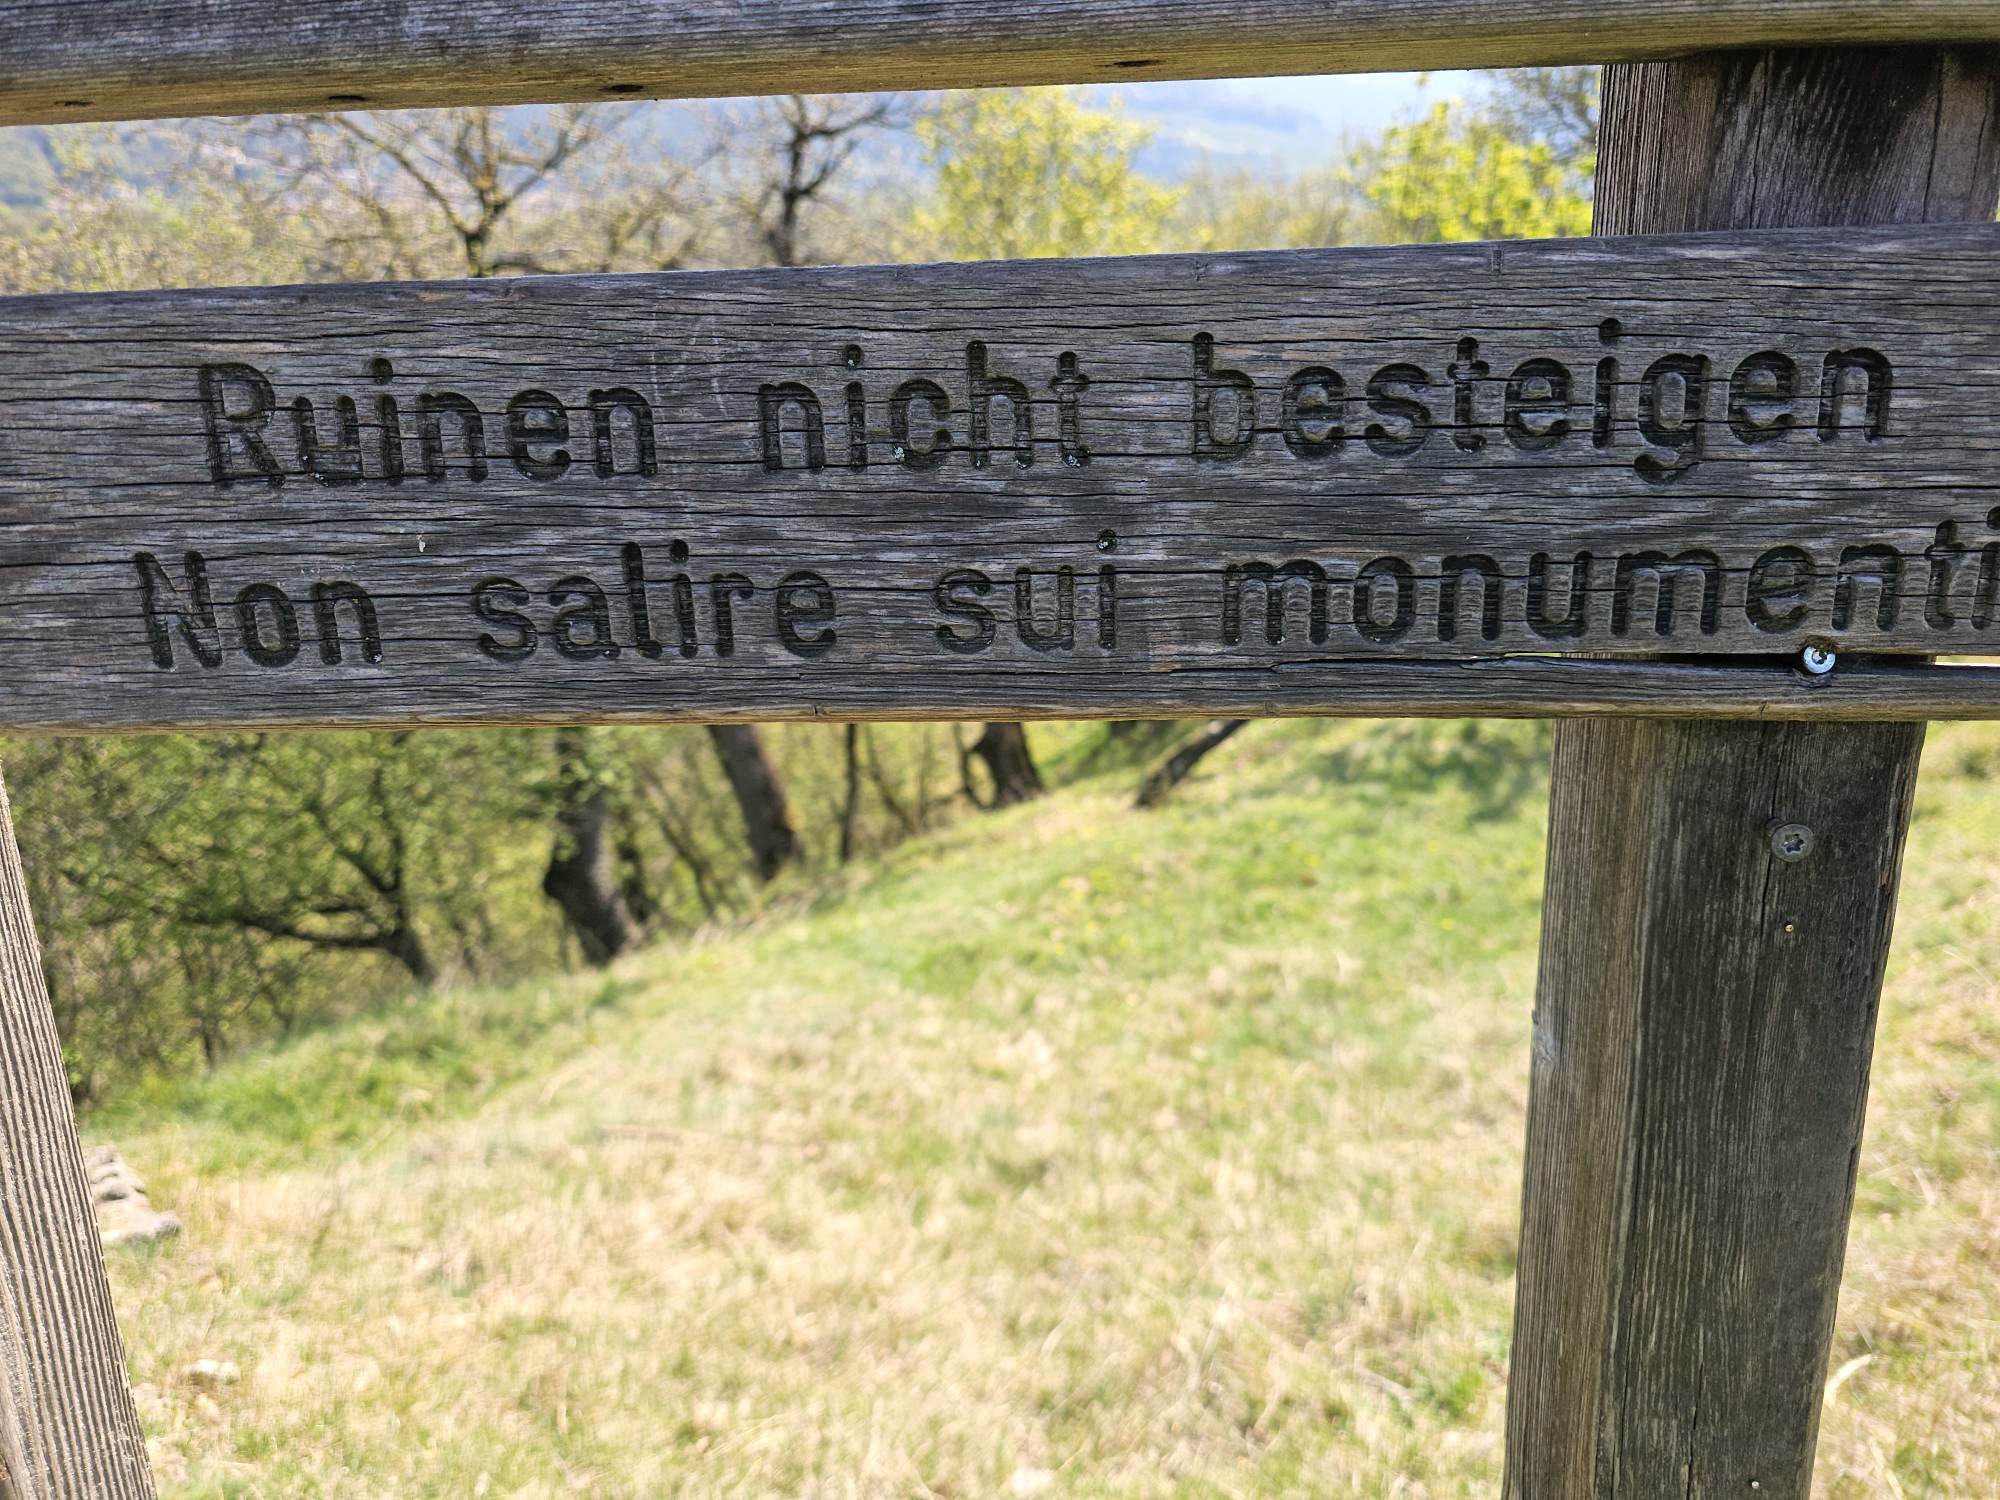 Ruinen nicht besteigen
Non salire sui monumenti